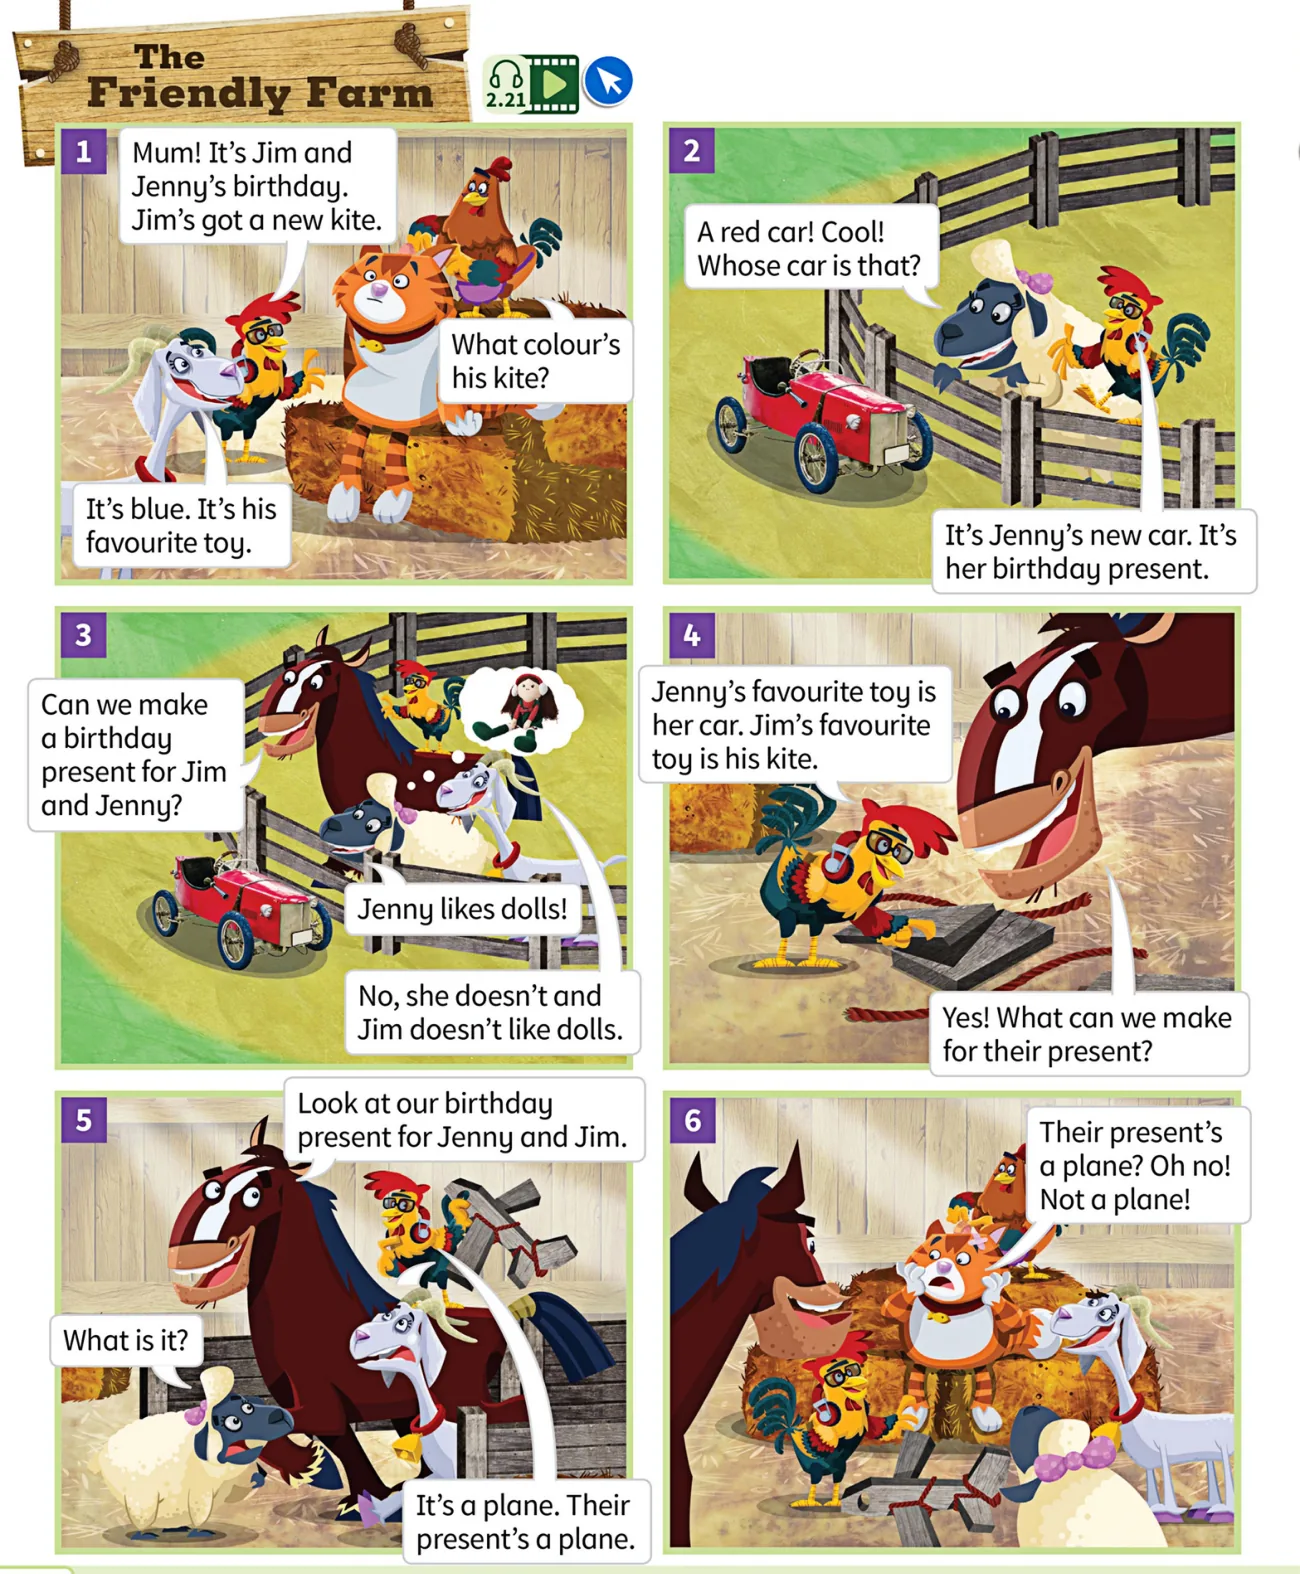 The
Friendly Farm
2.21
1
Mum! It's Jim and
Jenny's birthday.
Jim's got a new kite.
What colour's
his kite?
It's blue. It's his
favourite toy.
2
A red car! Cool!
Whose car is that?
It's Jenny's new car. It's
her birthday present.
3
Can we make
a birthday
present for Jim
and Jenny?
Jenny likes dolls!
No, she doesn't and
Jim doesn't like dolls.
4
Jenny's favourite toy is
her car. Jim's favourite
toy is his kite.
Yes! What can we make
for their present?
5
Look at our birthday
present for Jenny and Jim.
What is it?
It's a plane. Their
present's a plane.
6
Their present's
a plane? Oh no!
Not a plane!